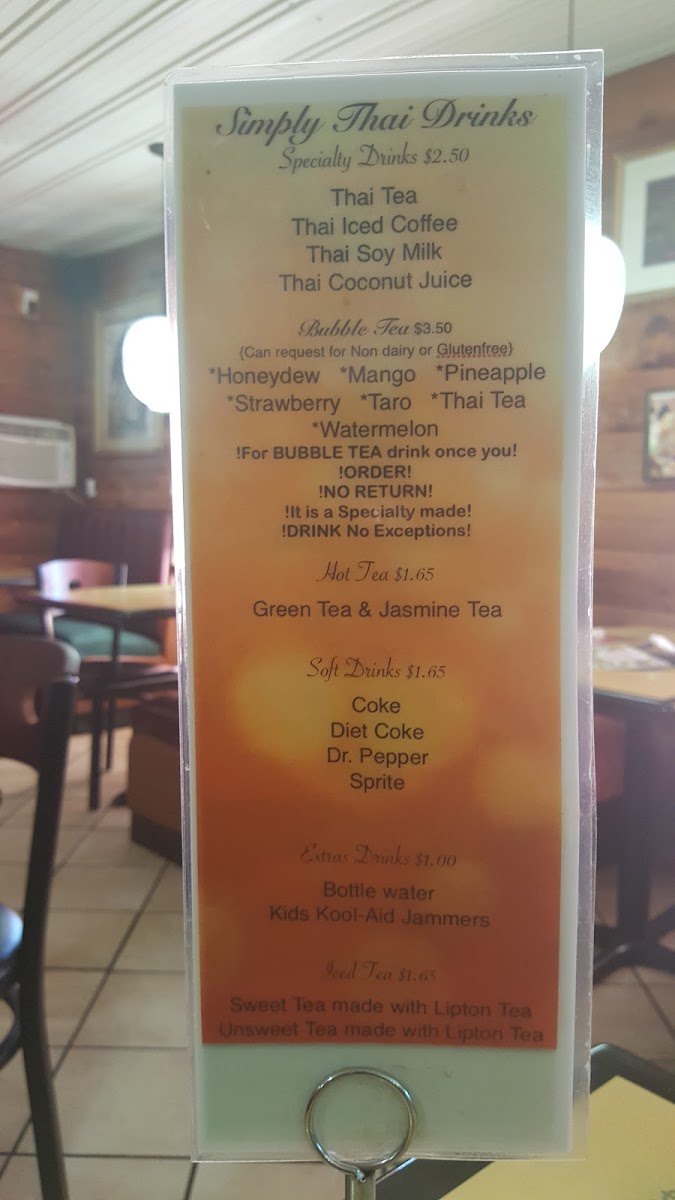 Simply Thai Drinks
Specialty Drinks $2.50
Thai Tea
Thai Iced Coffee
Thai Soy Milk
Thai Coconut Juice
Bubble Tea $3.50
{Can request for Non dairy or Glutenfree}
*Honeydew *Mango *Pineapple
*Strawberry *Taro *Thai Tea
*Watermelon
!For BUBBLE TEA drink once you!
!ORDER!
!NO RETURN!
!It is a Specialty made!
!DRINK No Exceptions!
Hot Tea $1.65
Green Tea & Jasmine Tea
Soft Drinks $1.65
Coke
Diet Coke
Dr. Pepper
Sprite
Extras Drinks $1.00
Bottle water
Kids Kool-Aid Jammers
Iced Tea $1.65
Sweet Tea made with Lipton Tea
Unsweet Tea made with Lipton Tea